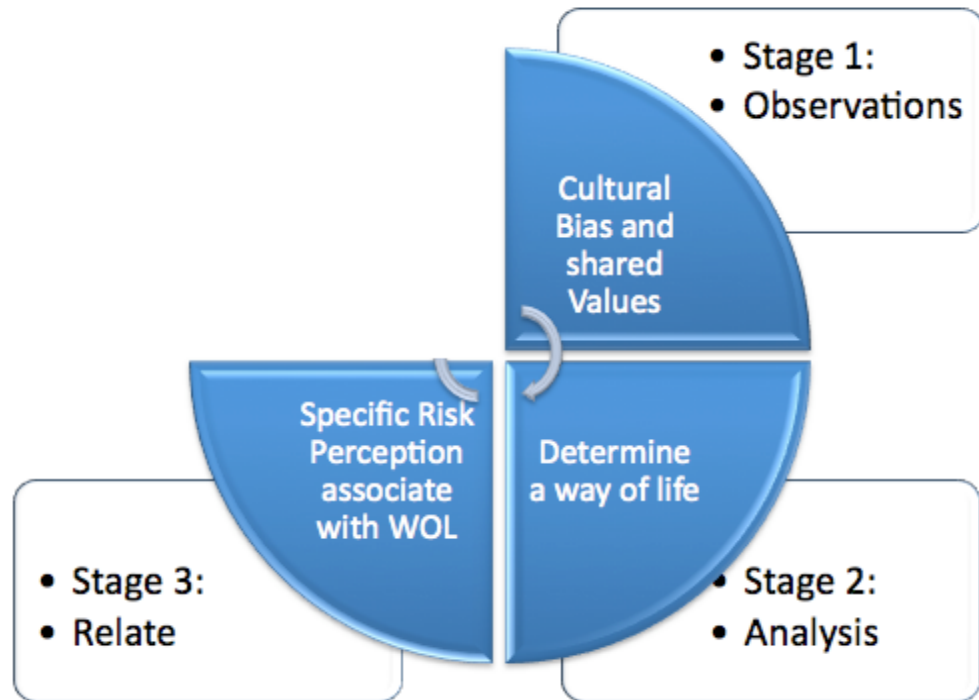 • Stage 1:
• Observations
Cultural
Bias and
shared
Values
Specific Risk
Perception
associate
with WOL
Determine
a way of life
• Stage 3:
• Relate
• Stage 2:
• Analysis